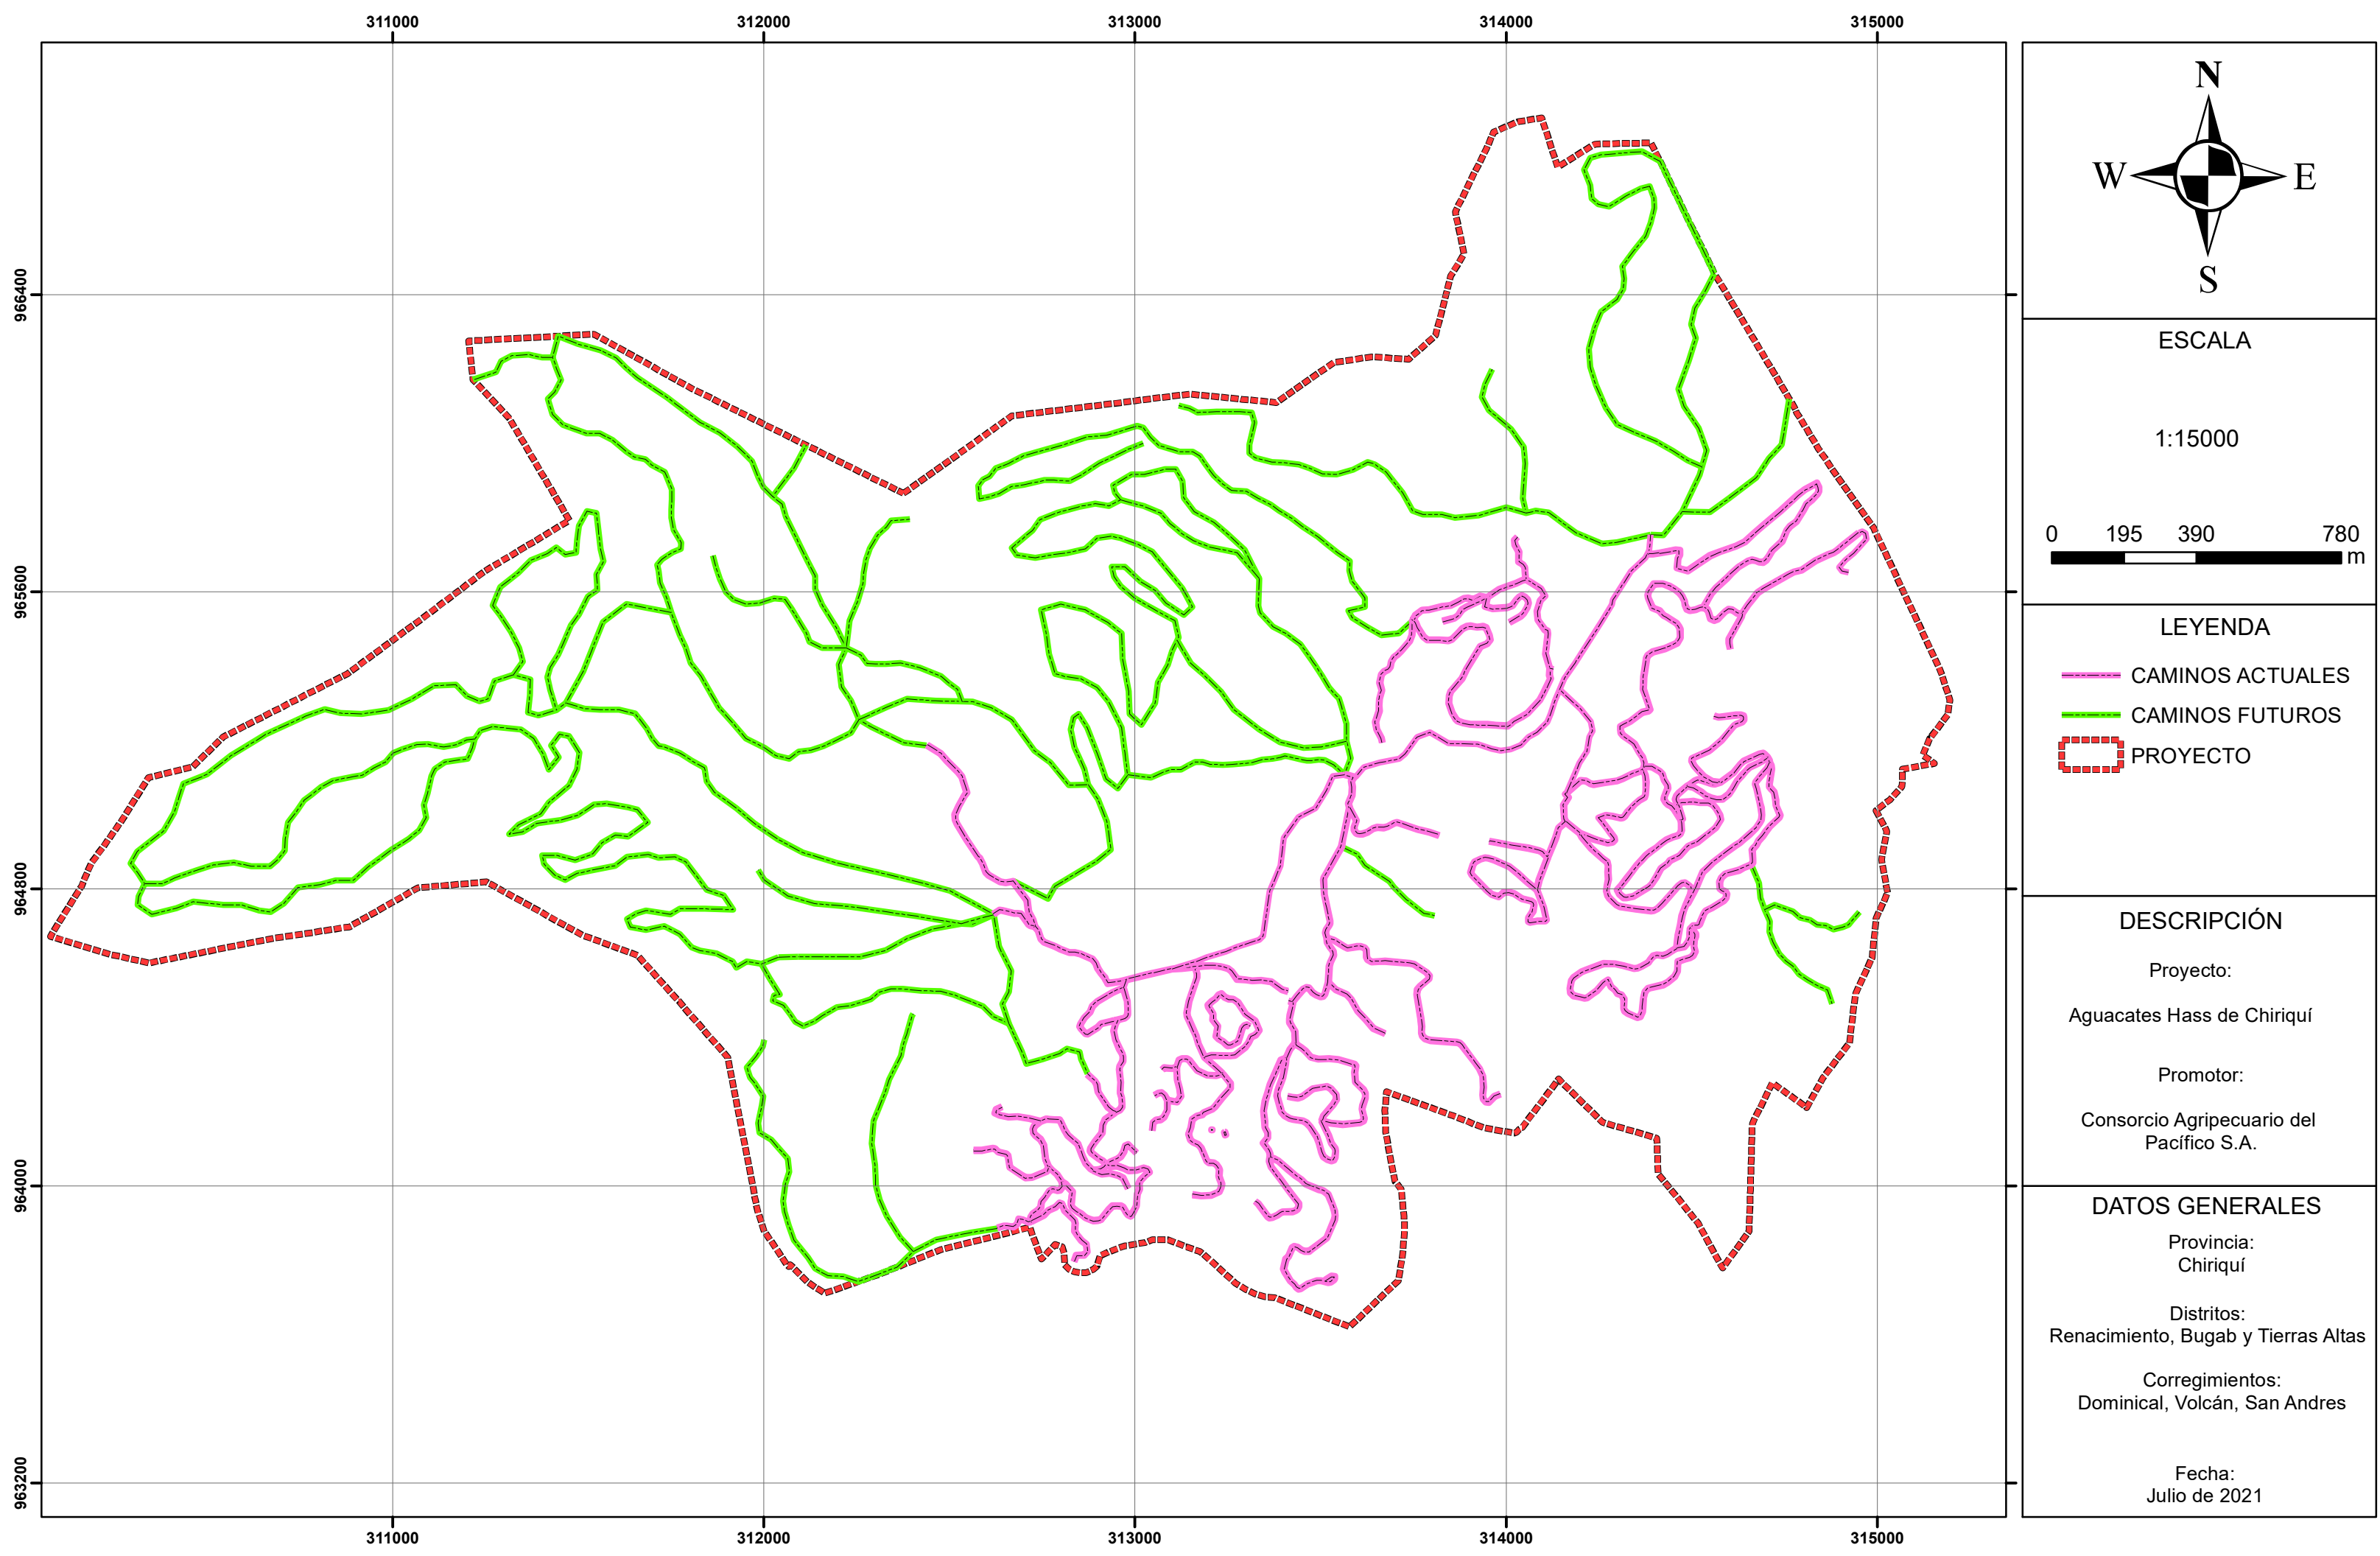 311000
312000
313000
314000
315000
966400
965600
964800
964000
963200
311000
312000
313000
314000
315000
N
W
E
S
ESCALA
1:15000
0 195 390 780
m
LEYENDA
CAMINOS ACTUALES
CAMINOS FUTUROS
PROYECTO
DESCRIPCIÓN
Proyecto:
Aguacates Hass de Chiriquí
Promotor:
Consorcio Agripecuario del
Pacífico S.A.
DATOS GENERALES
Provincia:
Chiriquí
Distritos:
Renacimiento, Bugab y Tierras Altas
Corregimientos:
Dominical, Volcán, San Andres
Fecha:
Julio de 2021